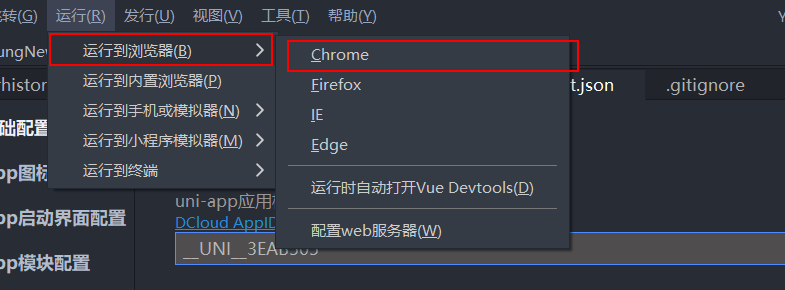 转(G) 运行(R) 发行(U) 视图(V) 工具(T) 帮助(Y)
ungNew
运行到浏览器(B)
Chrome
rhistor
运行到内置浏览器(P)
Firefox
t.json
.gitignore
运行到手机或模拟器(N)
IE
础配置
运行到小程序模拟器(M)
Edge
pp图标
运行到终端
运行时自动打开Vue Devtools(D)
uni-app应用
pp启动界面配置
DCloud AppID
配置web服务器(W)
__UNI__3EAB505
pp模块配置